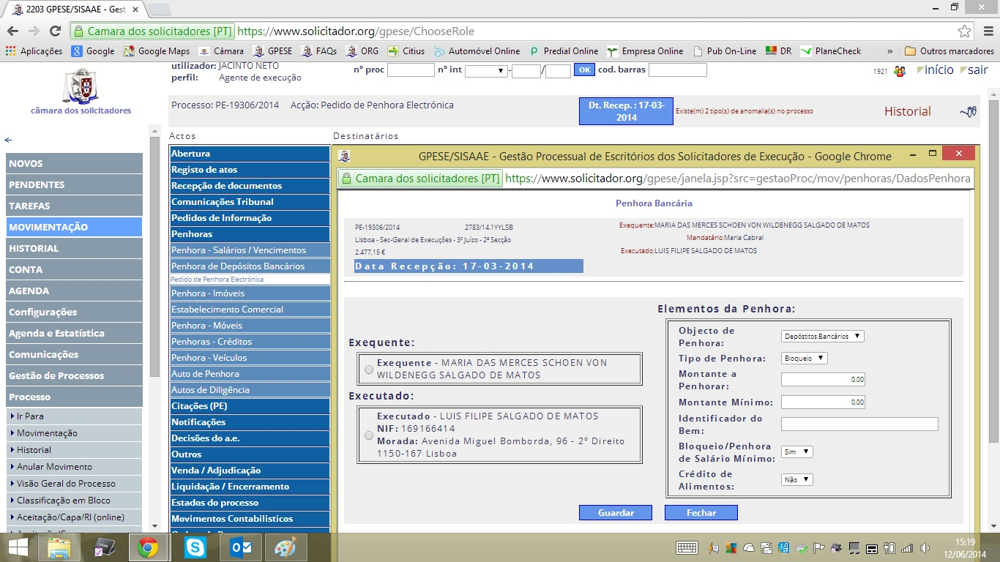 2203 GPESE/SISAAE - Gest
Camara dos solicitadores [PT] https://www.solicitador.org/gpese/ChooseRole
Aplicações Google Google Maps Câmara GPESE FAQs ORG Citius Automóvel Online Predial Online Empresa Online Pub On-Line DR PlaneCheck » Outros marcadores
utilizador: JACINTO NETO
perfil: Agente de execução
nº proc nº int - / OK cod. barras
1921 início sair
câmara dos solicitadores
Processo: PE-19306/2014 Acção: Pedido de Penhora Electrónica
Dt. Recep. : 17-03-
2014
Existe(m) 2 tipo(s) de anomalia(s) no processo
Historial
NOVOS
PENDENTES
TAREFAS
MOVIMENTAÇÃO
HISTORIAL
CONTA
AGENDA
Configurações
Agenda e Estatística
Comunicações
Gestão de Processos
Processo
Ir Para
Movimentação
Historial
Anular Movimento
Visão Geral do Processo
Classificação em Bloco
Aceitação/Capa/RI (online)
Actos Destinatários
Abertura
Registo de atos
Recepção de documentos
Comunicações Tribunal
Pedidos de Informação
Penhoras
Penhora - Salários / Vencimentos
Penhora de Depósitos Bancários
Pedido de Penhora Electrónica
Penhora - Imóveis
Estabelecimento Comercial
Penhora - Móveis
Penhoras - Créditos
Penhora - Veículos
Auto de Penhora
Autos de Diligência
Citações (PE)
Notificações
Decisões do a.e.
Outros
Venda / Adjudicação
Liquidação / Encerramento
Estados do processo
Movimentos Contabilisticos
GPESE/SISAAE - Gestão Processual de Escritórios dos Solicitadores de Execução - Google Chrome
Camara dos solicitadores [PT] https://www.solicitador.org/gpese/janela.jsp?src=gestaoProc/mov/penhoras/DadosPenhora
Penhora Bancária
PE-19306/2014 2783/14.1YYLSB
Lisboa - Sec-Geral de Execuções - 3º Juízo - 2ª Secção
2.477,15 €
Data Recepção: 17-03-2014
Exequente:MARIA DAS MERCES SCHOEN VON WILDENEGG SALGADO DE MATOS
Mandatário:Maria Cabral
Executado:LUIS FILIPE SALGADO DE MATOS
Exequente:
Exequente - MARIA DAS MERCES SCHOEN VON
WILDENEGG SALGADO DE MATOS
Executado:
Executado - LUIS FILIPE SALGADO DE MATOS
NIF: 169166414
Morada: Avenida Miguel Bomborda, 96 - 2º Direito
1150-167 Lisboa
Elementos da Penhora:
Objecto de
Penhora:
Depóstitos Bancários
Tipo de Penhora: Bloqueio
Montante a
Penhorar:
0.00
Montante Mínimo: 0.00
Identificador do
Bem:
Bloqueio/Penhora
de Salário Mínimo:
Sim
Crédito de
Alimentos:
Não
Guardar Fechar
15:19
12/06/2014